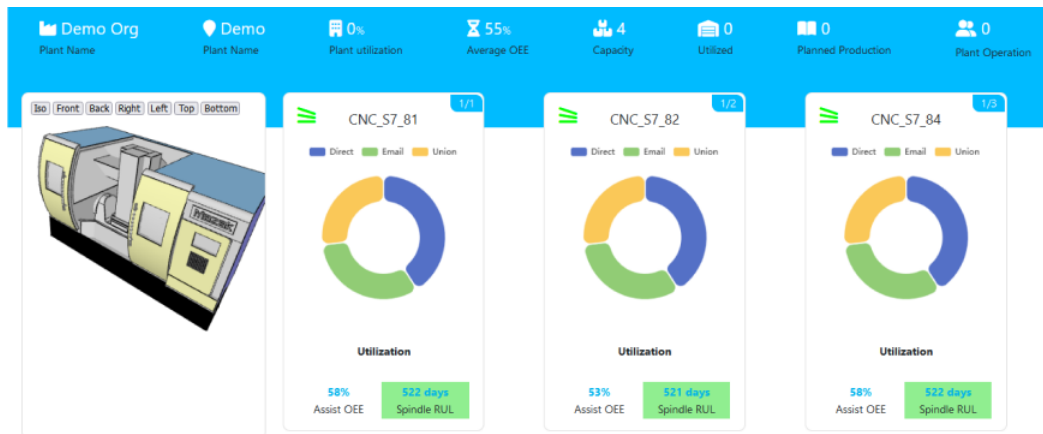 Demo Org
Plant Name
Demo
Plant Name
0%
Plant utilization
55%
Average OEE
4
Capacity
0
Utilized
0
Planned Production
0
Plant Operation
Iso Front Back Right Left Top Bottom
Mazak
1/1
CNC_S7_81
Direct Email Union
Utilization
58%
Assist OEE
522 days
Spindle RUL
1/2
CNC_S7_82
Direct Email Union
Utilization
53%
Assist OEE
521 days
Spindle RUL
1/3
CNC_S7_84
Direct Email Union
Utilization
58%
Assist OEE
522 days
Spindle RUL